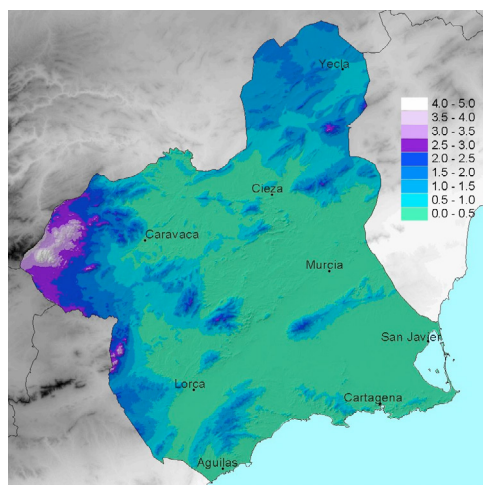 Yecla
4.0 - 5.0
3.5 - 4.0
3.0 - 3.5
2.5 - 3.0
2.0 - 2.5
1.5 - 2.0
1.0 - 1.5
0.5 - 1.0
0.0 - 0.5
Cieza
Caravaca
Murcia
San Javier
Lorca
Cartagena
Aguilas